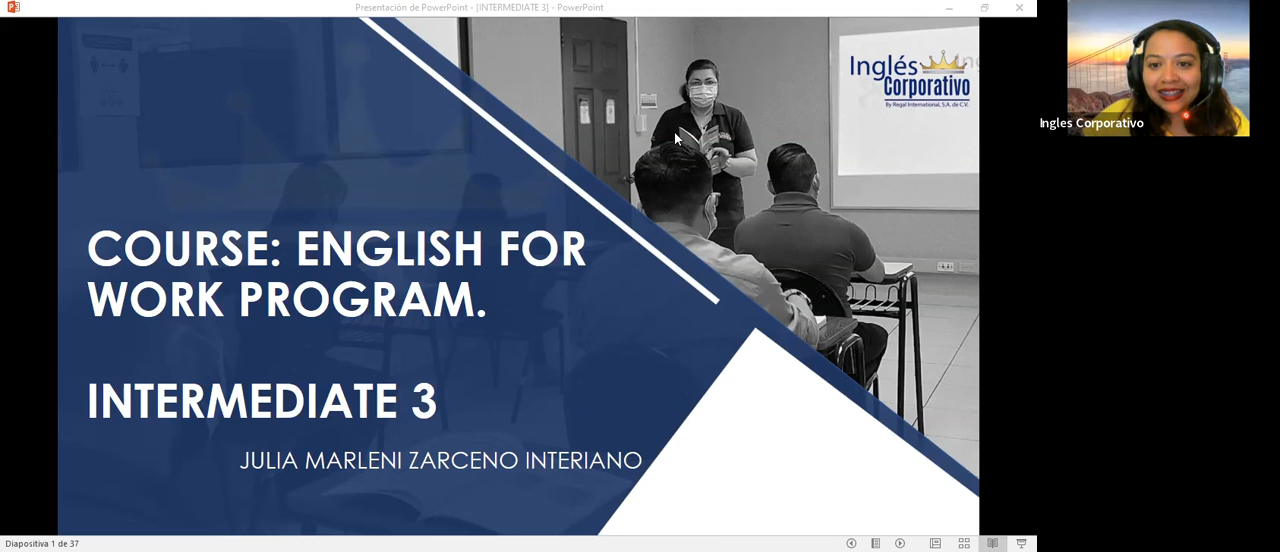 Presentación de PowerPoint - [INTERMEDIATE 3] - PowerPoint
Inglés
Corporativo
By Regal International, S.A. de C.V.
Ingles Corporativo
COURSE: ENGLISH FOR
WORK PROGRAM.
INTERMEDIATE 3
JULIA MARLENI ZARCENO INTERIANO
Diapositiva 1 de 37